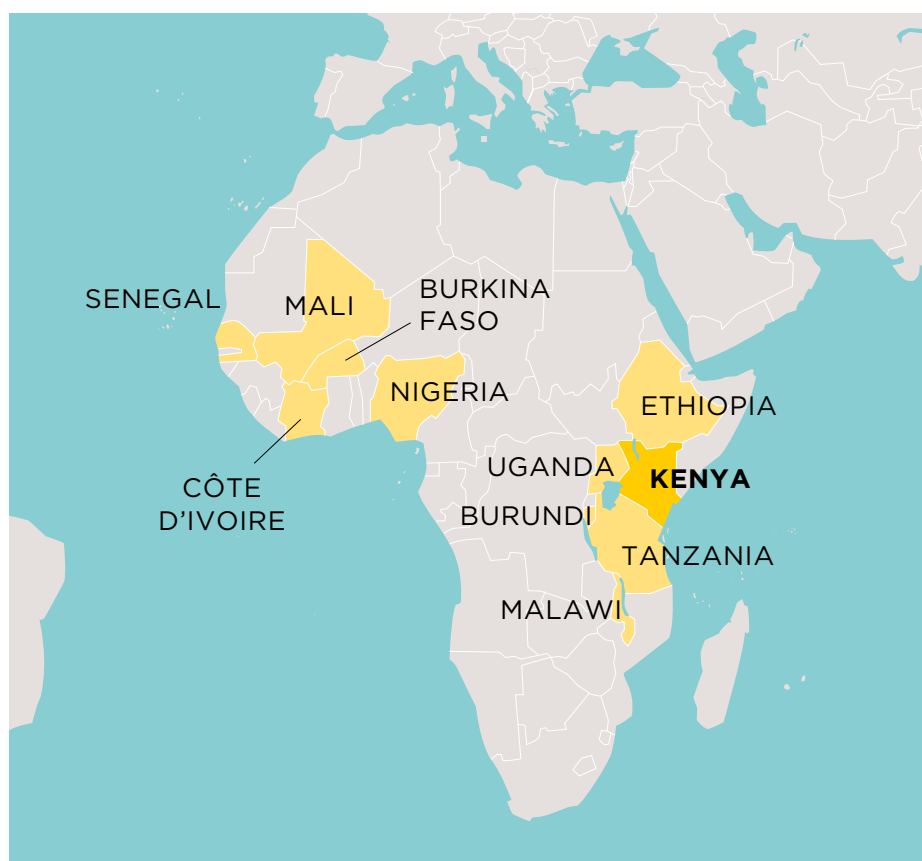 SENEGAL
MALI
BURKINA
FASO
NIGERIA
CÔTE
D'IVOIRE
ETHIOPIA
UGANDA
KENYA
BURUNDI
TANZANIA
MALAWI